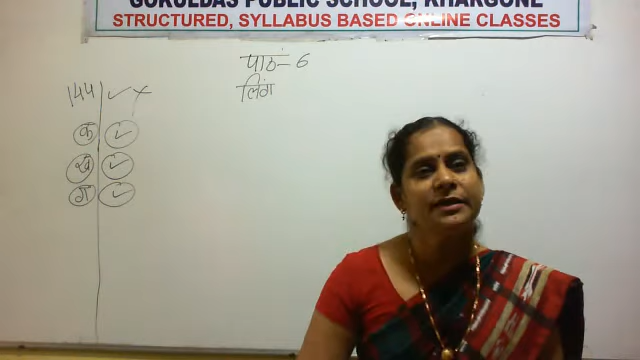 GOKULDAS PUBLIC SCHOOL, KHARGONE
STRUCTURED, SYLLABUS BASED ONLINE CLASSES
पाठ- 6
लिंग
144 ✓ ×
क ✓
ख ✓
ग ✓